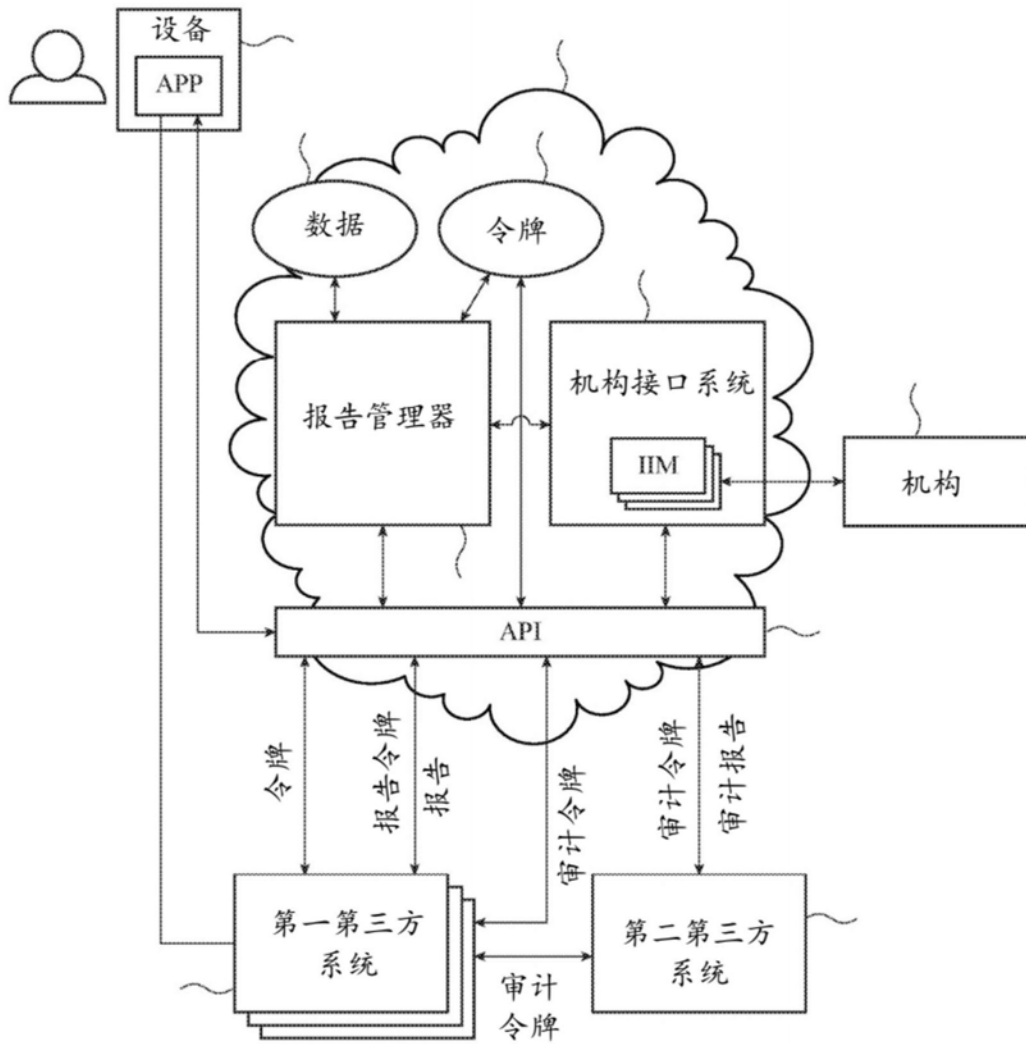 设备
APP
数据
令牌
报告管理器
机构接口系统
IIM
机构
API
令牌
报告令牌
报告
审计令牌
审计令牌
审计报告
第一第三方
系统
审计
令牌
第二第三方
系统